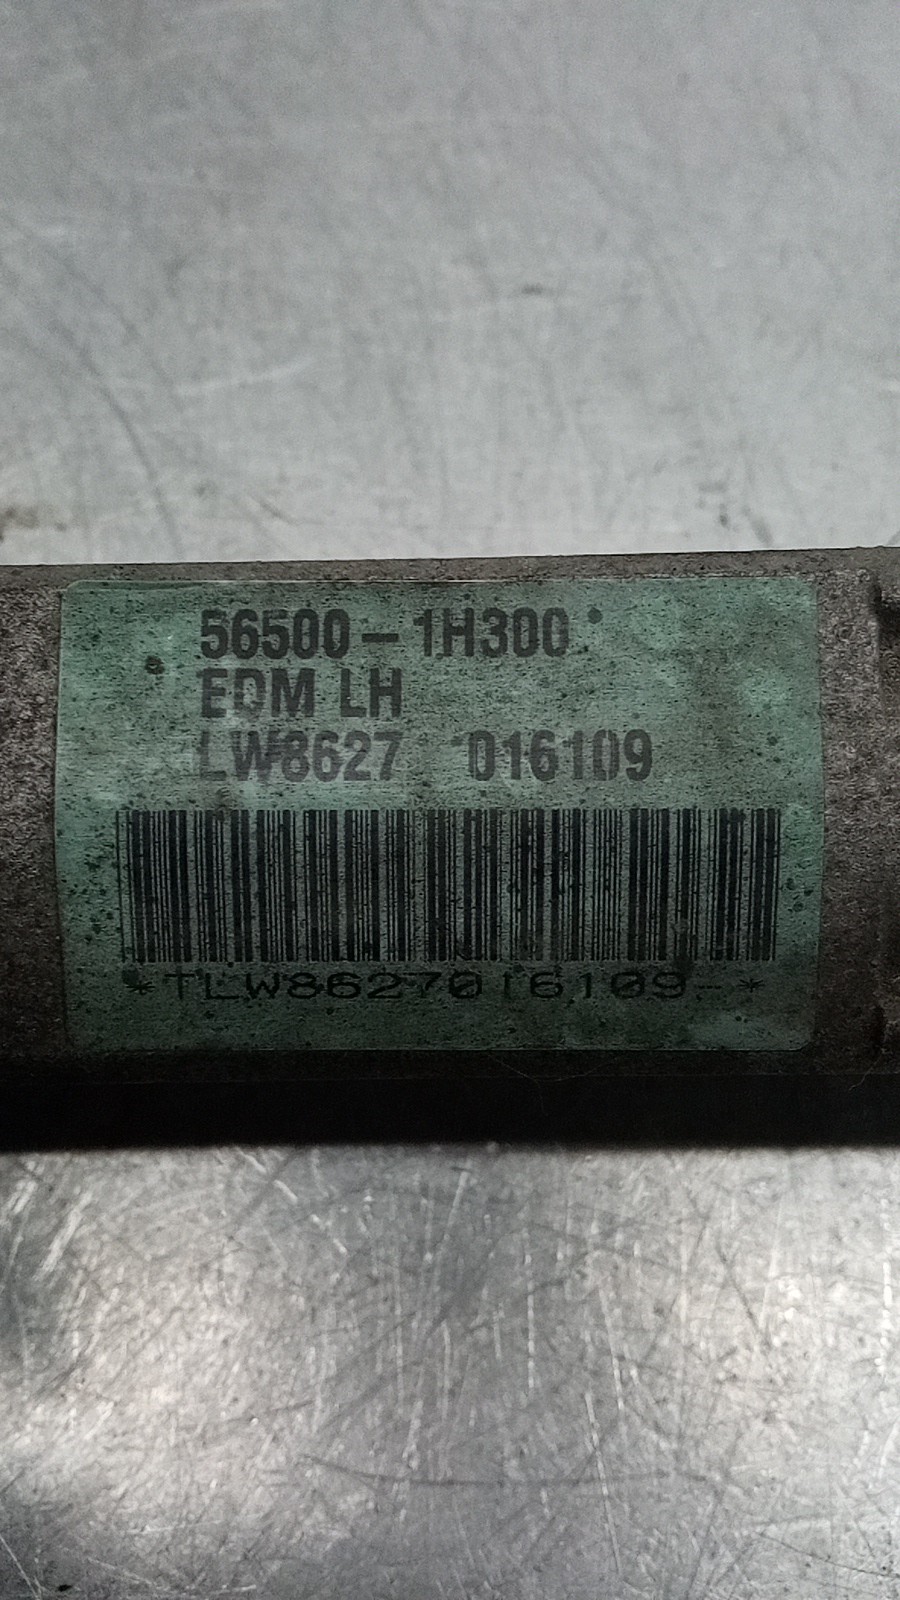 56500-1H300
EDM LH
LW8627 016109
*TLW8627016109-*